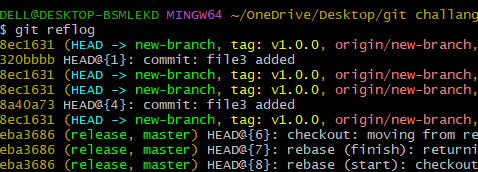 DELL@DESKTOP-BSMLEKD MINGW64 ~/OneDrive/Desktop/git challang
$ git reflog
8ec1631 (HEAD -> new-branch, tag: v1.0.0, origin/new-branch,
320bbbb HEAD@{1}: commit: file3 added
8ec1631 (HEAD -> new-branch, tag: v1.0.0, origin/new-branch,
8ec1631 (HEAD -> new-branch, tag: v1.0.0, origin/new-branch,
8a40a73 HEAD@{4}: commit: file3 added
8ec1631 (HEAD -> new-branch, tag: v1.0.0, origin/new-branch,
eba3686 (release, master) HEAD@{6}: checkout: moving from re
eba3686 (release, master) HEAD@{7}: rebase (finish): returni
eba3686 (release, master) HEAD@{8}: rebase (start): checkout